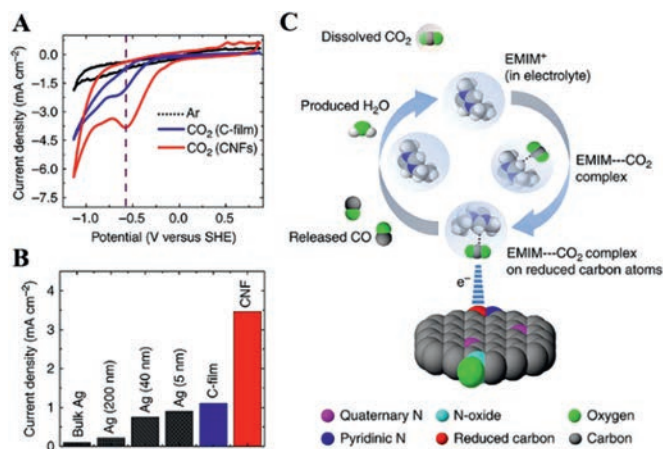 A
0.0
−1.5
−3.0
−4.5
−6.0
−7.5
Current density (mA cm⁻²)
Ar
CO₂ (C-film)
CO₂ (CNFs)
−1.0
−0.5
0.0
0.5
Potential (V versus SHE)
B
4
3
2
1
0
Current density (mA cm⁻²)
Bulk Ag
Ag (200 nm)
Ag (40 nm)
Ag (5 nm)
C-film
CNF
C
Dissolved CO₂
EMIM⁺
(in electrolyte)
Produced H₂O
EMIM---CO₂
complex
Released CO
EMIM---CO₂ complex
on reduced carbon atoms
e⁻
Quaternary N
N-oxide
Oxygen
Pyridinic N
Reduced carbon
Carbon